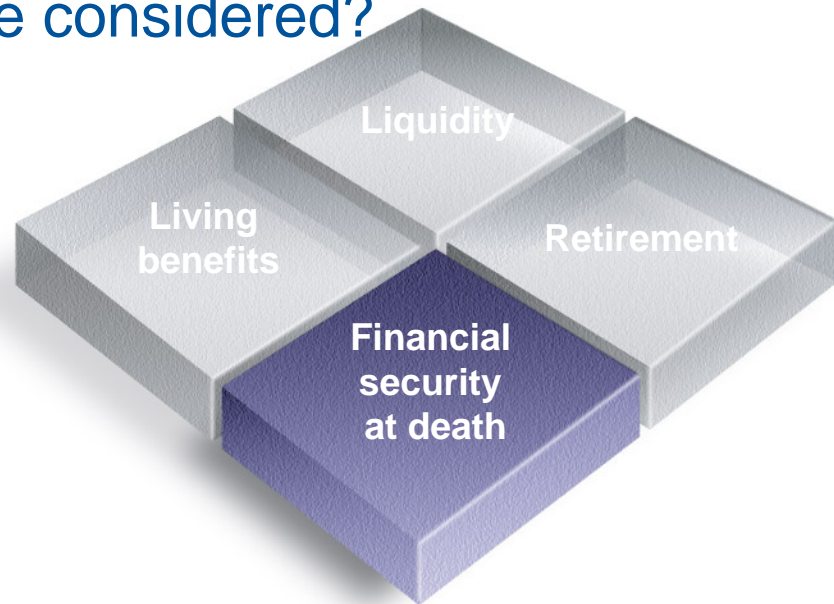 e considered?
Liquidity
Living
benefits
Retirement
Financial
security
at death